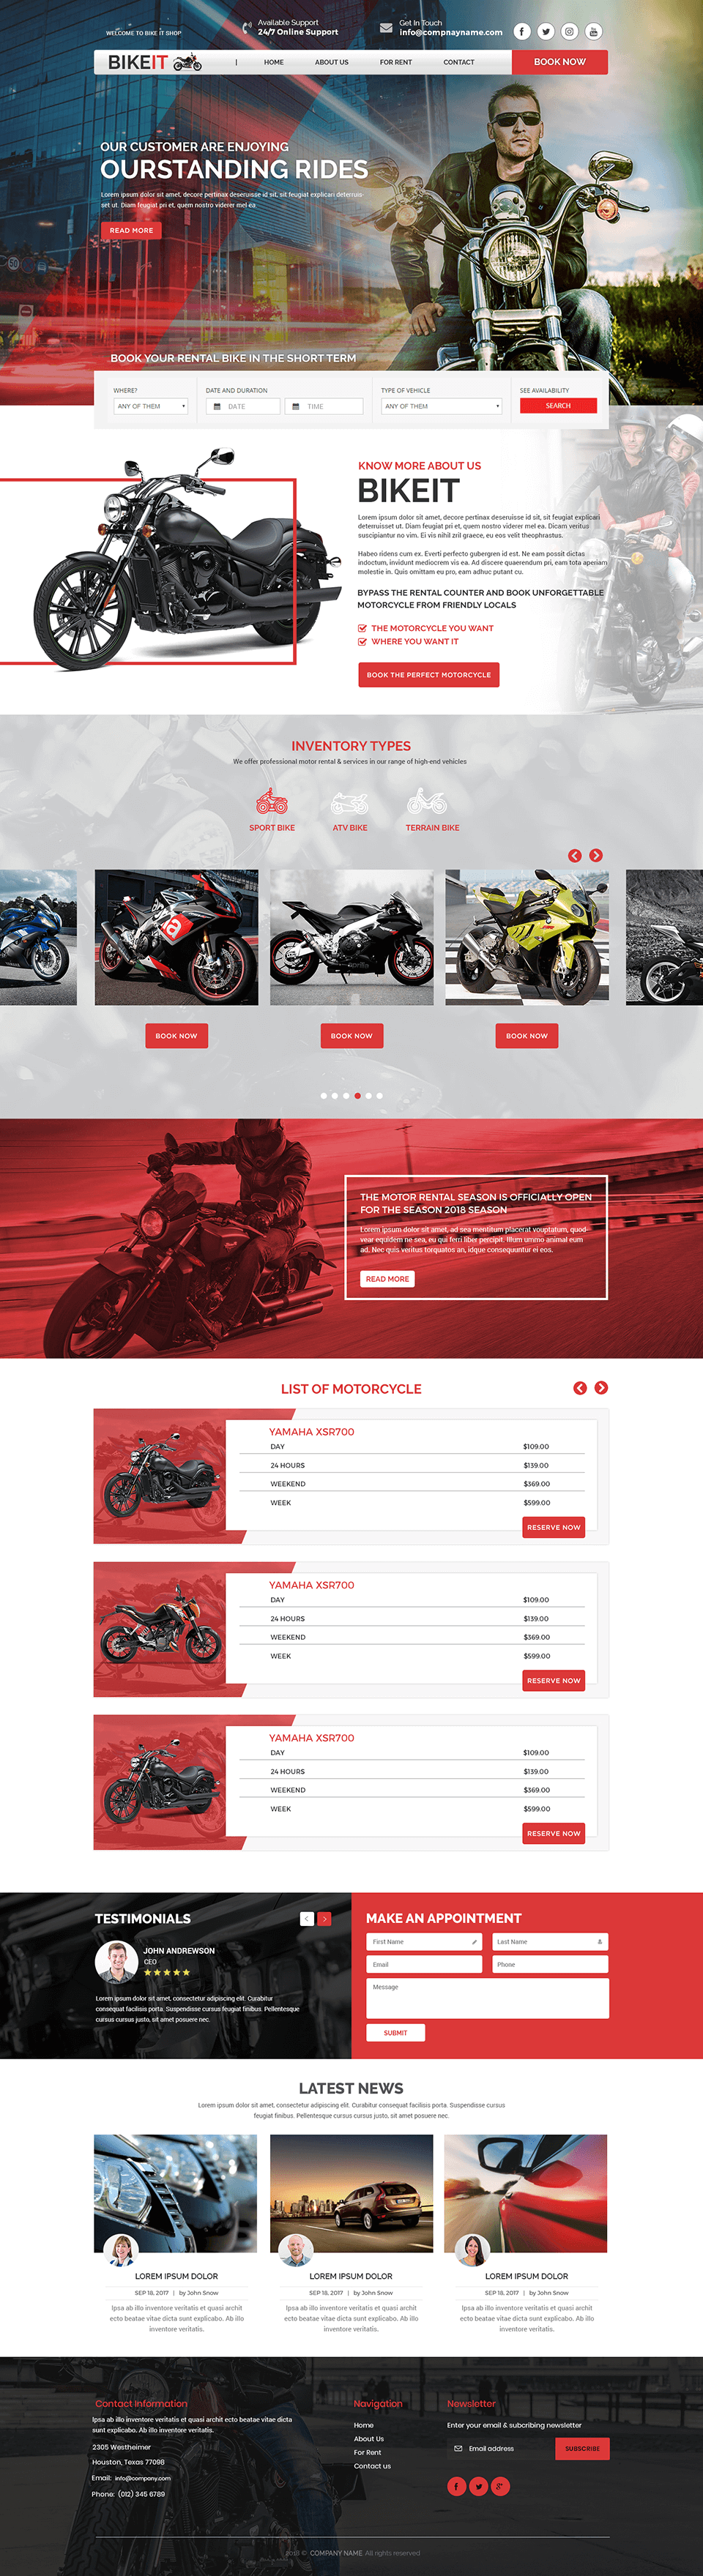 WELCOME TO BIKE IT SHOP
Available Support
24/7 Online Support
Get In Touch
info@compnayname.com
BIKEIT
|
HOME
ABOUT US
FOR RENT
CONTACT
BOOK NOW
OUR CUSTOMER ARE ENJOYING
OURSTANDING RIDES
Lorem ipsum dolor sit amet, decore pertinax deseruisse id sit, sit feugiat explicari deterruis-
set ut. Diam feugiat pri et, quem nostro viderer mel ea
READ MORE
BOOK YOUR RENTAL BIKE IN THE SHORT TERM
WHERE?
ANY OF THEM
DATE AND DURATION
DATE
TIME
TYPE OF VEHICLE
ANY OF THEM
SEE AVAILABILITY
SEARCH
KNOW MORE ABOUT US
BIKEIT
Lorem ipsum dolor sit amet, decore pertinax deseruisse id sit, sit feugiat explicari
deterruisset ut. Diam feugiat pri et, quem nostro viderer mel ea. Dicam veritus
suscipiantur no vim. Ei vis nihil zril graece, eu eos velit theophrastus.
Habeo ridens cum ex. Everti perfecto gubergren id est. Ne eam possit dictas
indoctum, invidunt mediocrem vis ea. Ad discere quaerendum pri, eam tota aperiam
molestie in. Quis omittam eu pro, eam adhuc putant cu.
BYPASS THE RENTAL COUNTER AND BOOK UNFORGETTABLE
MOTORCYCLE FROM FRIENDLY LOCALS
THE MOTORCYCLE YOU WANT
WHERE YOU WANT IT
BOOK THE PERFECT MOTORCYCLE
INVENTORY TYPES
We offer professional motor rental & services in our range of high-end vehicles
SPORT BIKE
ATV BIKE
TERRAIN BIKE
BOOK NOW
BOOK NOW
BOOK NOW
THE MOTOR RENTAL SEASON IS OFFICIALLY OPEN
FOR THE SEASON 2018 SEASON
Lorem ipsum dolor sit amet, ad sea mentitum placerat vouptatum, quod
vear equidem ne sea, eu qui ferri liber percipit. Illum ummo animal eum
ad. Nec quis veritus torquatos an, idque consequuntur ei eos.
READ MORE
LIST OF MOTORCYCLE
YAMAHA XSR700
DAY $109.00
24 HOURS $139.00
WEEKEND $369.00
WEEK $599.00
RESERVE NOW
YAMAHA XSR700
DAY $109.00
24 HOURS $139.00
WEEKEND $369.00
WEEK $599.00
RESERVE NOW
YAMAHA XSR700
DAY $109.00
24 HOURS $139.00
WEEKEND $369.00
WEEK $599.00
RESERVE NOW
TESTIMONIALS
JOHN ANDREWSON
CEO
Lorem ipsum dolor sit amet, consectetur adipiscing elit. Curabitur
consequat facilisis porta. Suspendisse cursus feugiat finibus. Pellentesque
cursus cursus justo, sit amet posuere nec.
MAKE AN APPOINTMENT
First Name
Last Name
Email
Phone
Message
SUBMIT
LATEST NEWS
Lorem ipsum dolor sit amet, consectetur adipiscing elit. Curabitur consequat facilisis porta. Suspendisse cursus
feugiat finibus. Pellentesque cursus cursus justo, sit amet posuere nec.
LOREM IPSUM DOLOR
SEP 18, 2017 | by John Snow
Ipsa ab illo inventore veritatis et quasi archit
ecto beatae vitae dicta sunt explicabo. Ab illo
inventore veritatis.
LOREM IPSUM DOLOR
SEP 18, 2017 | by John Snow
Ipsa ab illo inventore veritatis et quasi archit
ecto beatae vitae dicta sunt explicabo. Ab illo
inventore veritatis.
LOREM IPSUM DOLOR
SEP 18, 2017 | by John Snow
Ipsa ab illo inventore veritatis et quasi archit
ecto beatae vitae dicta sunt explicabo. Ab illo
inventore veritatis.
Contact Information
Ipsa ab illo inventore veritatis et quasi archit ecto beatae vitae dicta
sunt explicabo. Ab illo inventore veritatis.
2305 Westheimer
Houston, Texas 77098
Email: info@company.com
Phone: (012) 345 6789
Navigation
Home
About Us
For Rent
Contact us
Newsletter
Enter your email & subcribing newsletter
Email address
SUBSCRIBE
2018 © COMPANY NAME. All rights reserved